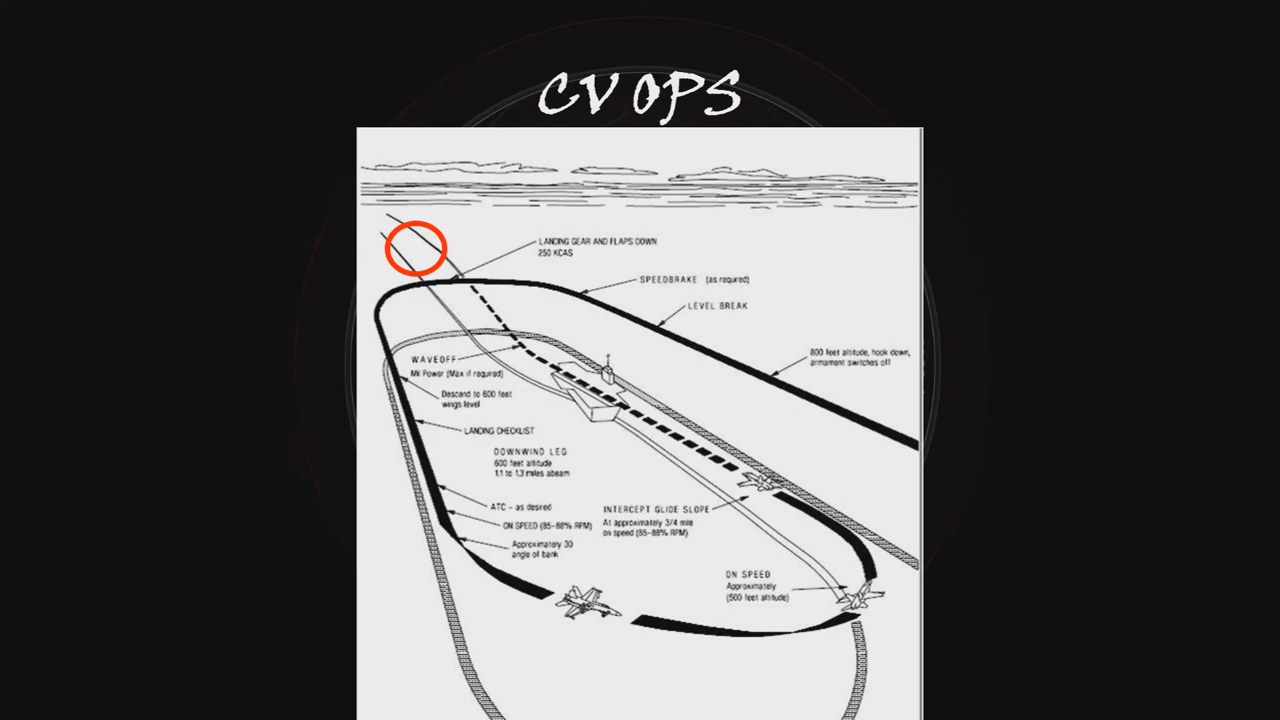 CV OPS
LANDING GEAR AND FLAPS DOWN
250 KCAS
SPEEDBRAKE (as required)
LEVEL BREAK
800 feet altitude, hook down,
armament switches off
WAVEOFF
Mil Power (Max if required)
Descend to 600 feet
wings level
LANDING CHECKLIST
DOWNWIND LEG
600 feet altitude
1.1 to 1.3 miles abeam
ATC - as desired
ON SPEED (85-88% RPM)
Approximately 30
angle of bank
INTERCEPT GLIDE SLOPE
At approximately 3/4 mile
on speed (85-88% RPM)
ON SPEED
Approximately
(500 feet altitude)